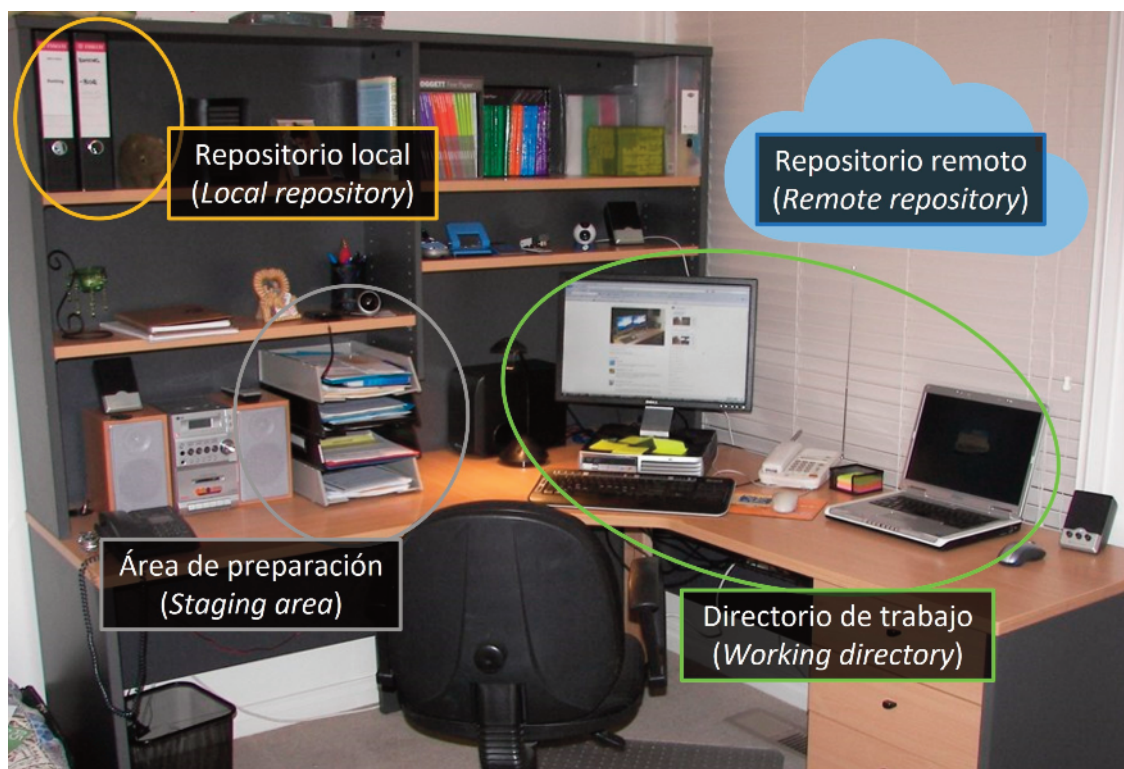 Repositorio local
(Local repository)
Repositorio remoto
(Remote repository)
Área de preparación
(Staging area)
Directorio de trabajo
(Working directory)